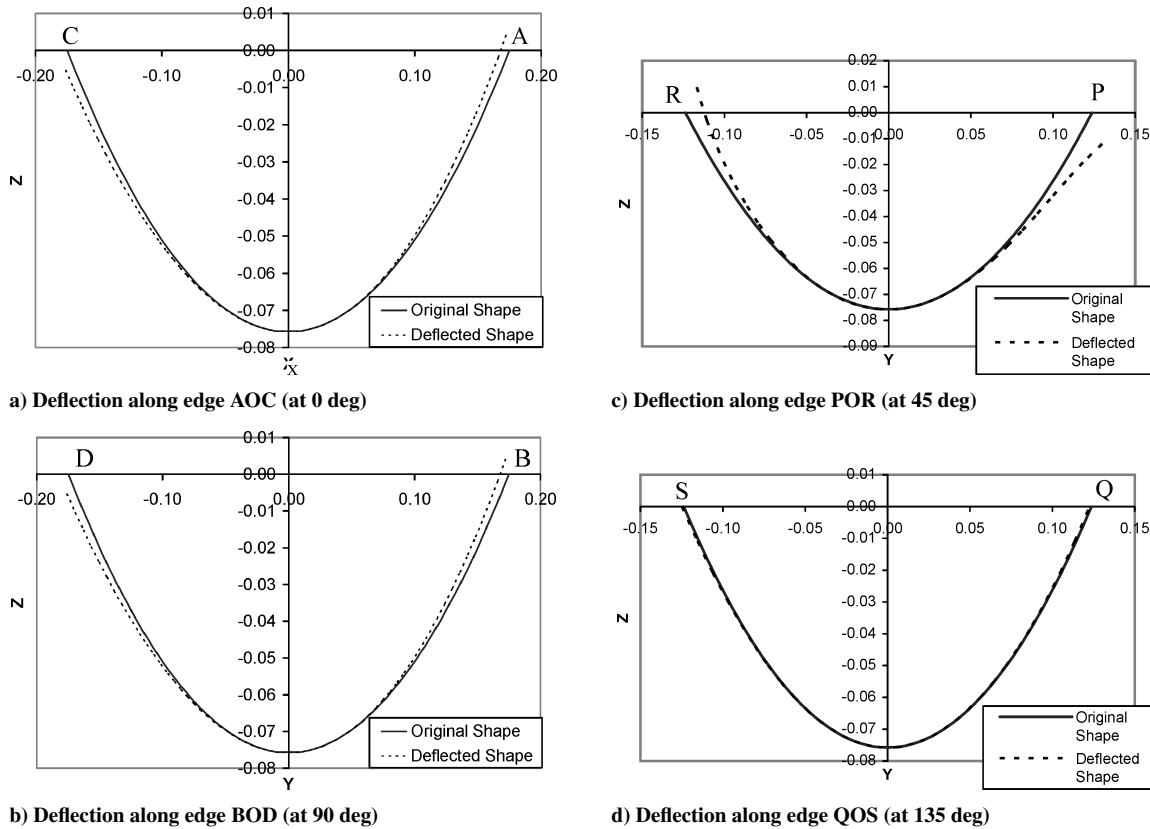 0.01
C
A
0.00
-0.20
-0.10
0.00
0.10
0.20
-0.01
-0.02
-0.03
-0.04
-0.05
-0.06
-0.07
-0.08
Z
X
Original Shape
Deflected Shape
a) Deflection along edge AOC (at 0 deg)
0.02
R
P
0.01
0.00
-0.15
-0.10
-0.05
0.00
0.05
0.10
0.15
-0.01
-0.02
-0.03
-0.04
-0.05
-0.06
-0.07
-0.08
-0.09
Z
Y
Original
Shape
Deflected
Shape
c) Deflection along edge POR (at 45 deg)
0.01
D
B
0.00
-0.20
-0.10
0.00
0.10
0.20
-0.01
-0.02
-0.03
-0.04
-0.05
-0.06
-0.07
-0.08
Z
Y
Original Shape
Deflected Shape
b) Deflection along edge BOD (at 90 deg)
0.01
S
Q
0.00
-0.15
-0.10
-0.05
0.00
0.05
0.10
0.15
-0.01
-0.02
-0.03
-0.04
-0.05
-0.06
-0.07
-0.08
Z
Y
Original
Shape
Deflected
Shape
d) Deflection along edge QOS (at 135 deg)